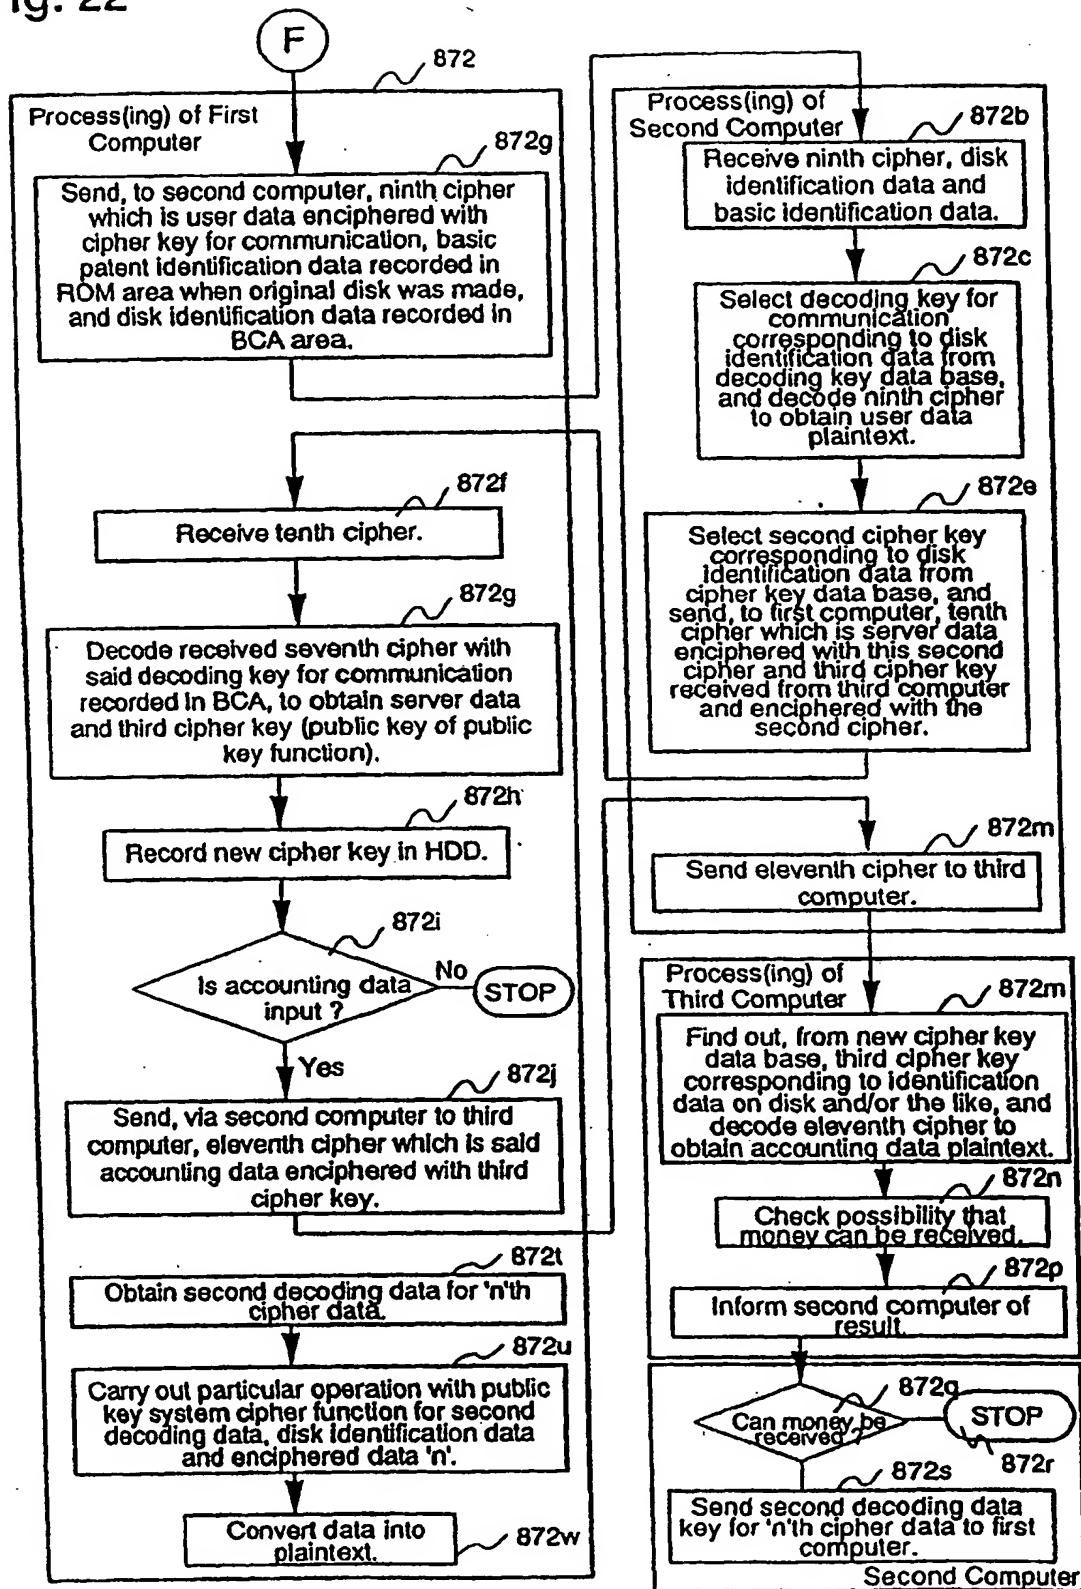 ig. 22
F
872
Process(ing) of First
Computer
872g
Send, to second computer, ninth cipher
which is user data enciphered with
cipher key for communication, basic
patent identification data recorded in
ROM area when original disk was made,
and disk identification data recorded in
BCA area.
872f
Receive tenth cipher.
872g
Decode received seventh cipher with
said decoding key for communication
recorded in BCA, to obtain server data
and third cipher key (public key of public
key function).
872h
Record new cipher key in HDD.
872i
Is accounting data
input ?
No
STOP
Yes
872j
Send, via second computer to third
computer, eleventh cipher which is said
accounting data enciphered with third
cipher key.
872t
Obtain second decoding data for 'n'th
cipher data.
872u
Carry out particular operation with public
key system cipher function for second
decoding data, disk identification data
and enciphered data 'n'.
Convert data into
plaintext.
872w
Process(ing) of
Second Computer
872b
Receive ninth cipher, disk
identification data and
basic identification data.
872c
Select decoding key for
communication
corresponding to disk
identification data from
decoding key data base,
and decode ninth cipher
to obtain user data
plaintext.
872e
Select second cipher key
corresponding to disk
identification data from
cipher key data base, and
send, to first computer, tenth
cipher which is server data
enciphered with this second
cipher and third cipher key
received from third computer
and enciphered with the
second cipher.
872m
Send eleventh cipher to third
computer.
Process(ing) of
Third Computer
872m
Find out, from new cipher key
data base, third cipher key
corresponding to identification
data on disk and/or the like, and
decode eleventh cipher to
obtain accounting data plaintext.
872n
Check possibility that
money can be received.
872p
Inform second computer of
result.
872q
Can money be
received ?
STOP
872r
872s
Send second decoding data
key for 'n'th cipher data to first
computer.
Second Computer